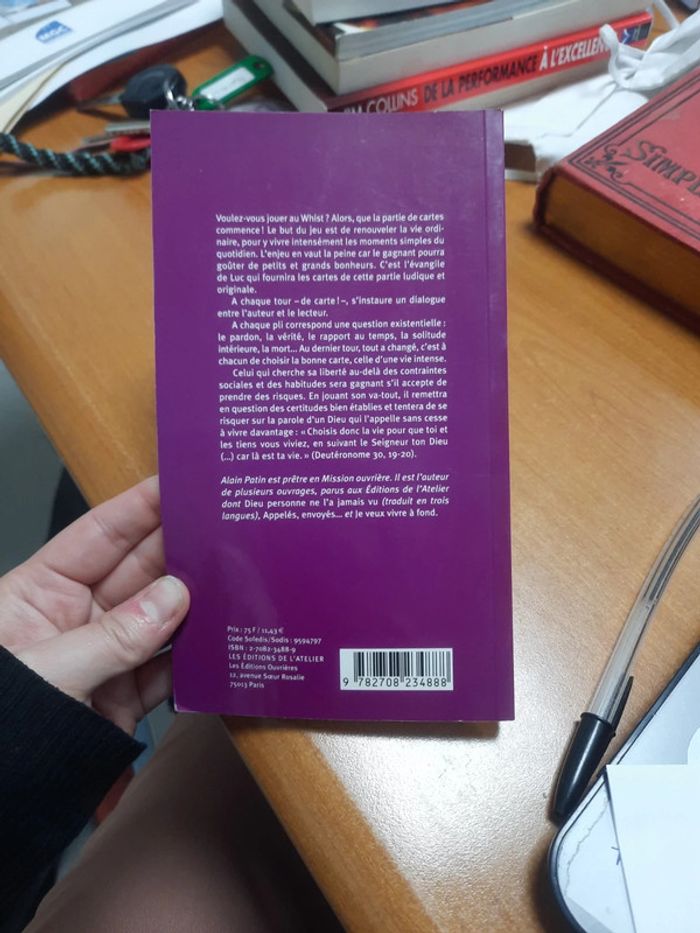 MGC
JIM COLLINS DE LA PERFORMANCE À L'EXCELLEN
SIMP
Voulez-vous jouer au Whist ? Alors, que la partie de cartes
commence ! Le but du jeu est de renouveler la vie ordi-
naire, pour y vivre intensément les moments simples du
quotidien. L'enjeu en vaut la peine car le gagnant pourra
goûter de petits et grands bonheurs. C'est l'évangile
de Luc qui fournira les cartes de cette partie ludique et
originale.
A chaque tour – de carte ! –, s'instaure un dialogue
entre l'auteur et le lecteur.
A chaque pli correspond une question existentielle :
le pardon, la vérité, le rapport au temps, la solitude
intérieure, la mort... Au dernier tour, tout a changé, c'est à
chacun de choisir la bonne carte, celle d'une vie intense.
Celui qui cherche sa liberté au-delà des contraintes
sociales et des habitudes sera gagnant s'il accepte de
prendre des risques. En jouant son va-tout, il remettra
en question des certitudes bien établies et tentera de se
risquer sur la parole d'un Dieu qui l'appelle sans cesse
à vivre davantage : « Choisis donc la vie pour que toi et
les tiens vous viviez, en suivant le Seigneur ton Dieu
(...) car là est ta vie. » (Deutéronome 30, 19-20).
Alain Patin est prêtre en Mission ouvrière. Il est l'auteur
de plusieurs ouvrages, parus aux Éditions de l'Atelier
dont Dieu personne ne l'a jamais vu (traduit en trois
langues), Appelés, envoyés... et Je veux vivre à fond.
Prix : 75 F / 11,43 €
Code Sofedis/Sodis : 9594797
ISBN : 2-7082-3488-9
LES ÉDITIONS DE L'ATELIER
Les Éditions Ouvrières
12, avenue Sœur Rosalie
75013 Paris
9 782708 234888